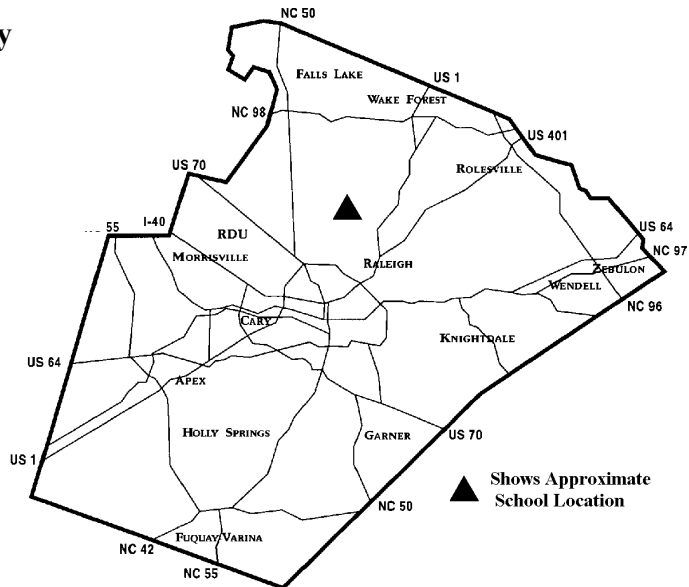 y
NC 50
FALLS LAKE
US 1
WAKE FOREST
NC 98
US 401
US 70
ROLESVILLE
55
I-40
RDU
MORRISVILLE
US 64
NC 97
RALEIGH
ZEBULON
WENDELL
NC 96
CARY
KNIGHTDALE
US 64
APEX
HOLLY SPRINGS
GARNER
US 70
US 1
Shows Approximate
School Location
NC 50
FUQUAY VARINA
NC 42
NC 55